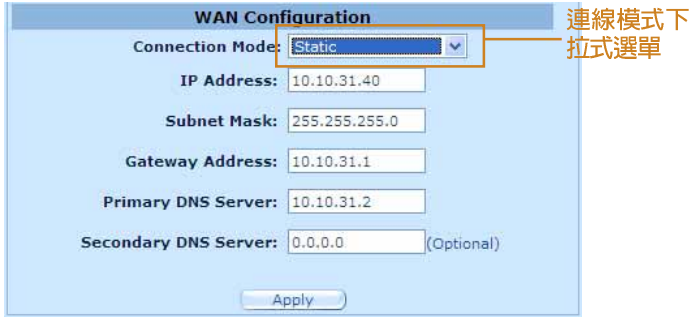 WAN Configuration
Connection Mode: Static
連線模式下
拉式選單
IP Address: 10.10.31.40
Subnet Mask: 255.255.255.0
Gateway Address: 10.10.31.1
Primary DNS Server: 10.10.31.2
Secondary DNS Server: 0.0.0.0 (Optional)
Apply